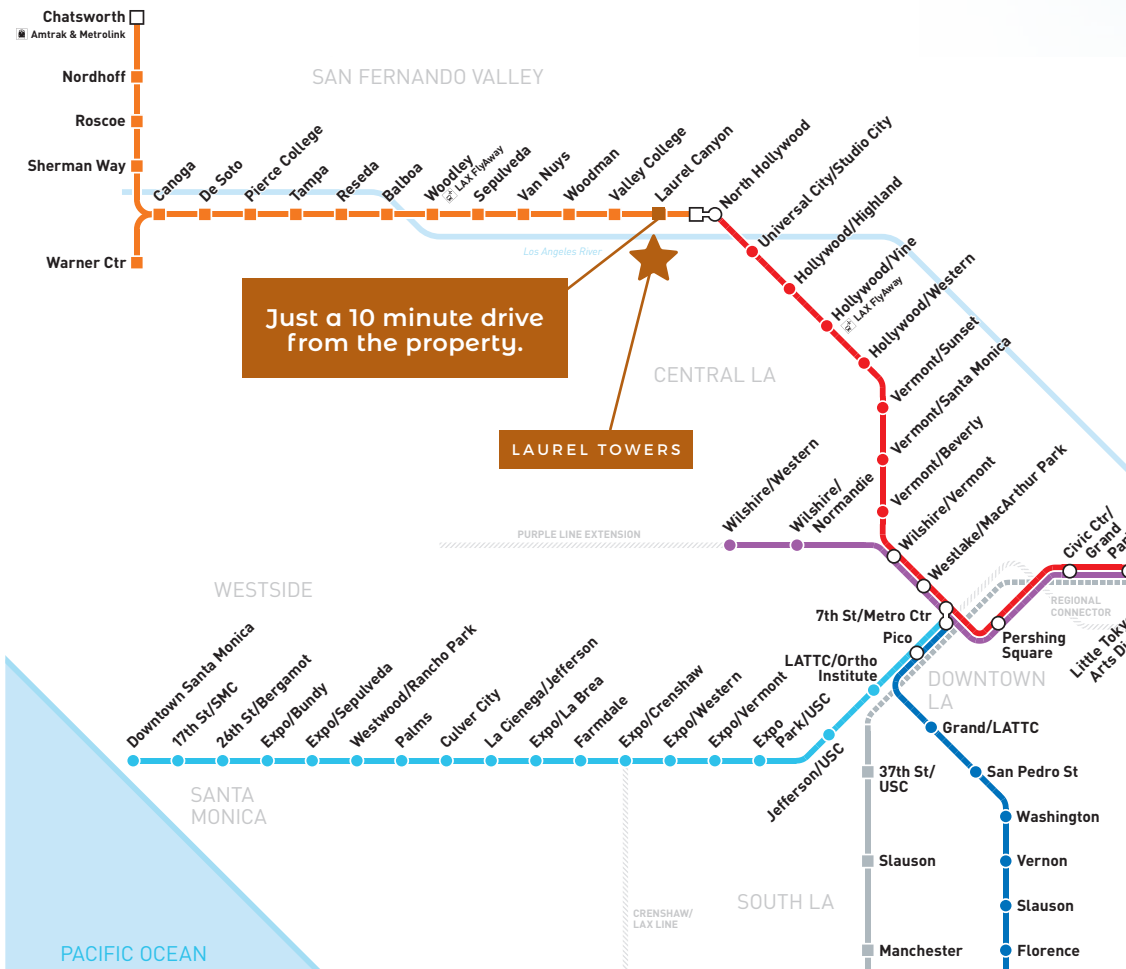 Chatsworth
Amtrak & Metrolink
Nordhoff
Roscoe
Sherman Way
Warner Ctr
SAN FERNANDO VALLEY
Canoga
De Soto
Pierce College
Tampa
Reseda
Balboa
Woodley
LAX FlyAway
Sepulveda
Van Nuys
Woodman
Valley College
Laurel Canyon
North Hollywood
Universal City/Studio City
Hollywood/Highland
Hollywood/Vine
LAX FlyAway
Hollywood/Western
Vermont/Sunset
Vermont/Santa Monica
Vermont/Beverly
Los Angeles River
Just a 10 minute drive
from the property.
CENTRAL LA
LAUREL TOWERS
Wilshire/Western
Wilshire/
Normandie
Wilshire/Vermont
Westlake/MacArthur Park
PURPLE LINE EXTENSION
Civic Ctr/
Grand
Par
REGIONAL
CONNECTOR
Little Toky
Arts Di
WESTSIDE
7th St/Metro Ctr
Pico
LATTC/Ortho
Institute
Pershing
Square
DOWNTOWN
LA
Downtown Santa Monica
17th St/SMC
26th St/Bergamot
Expo/Bundy
Expo/Sepulveda
Westwood/Rancho Park
Palms
Culver City
La Cienega/Jefferson
Expo/La Brea
Farmdale
Expo/Crenshaw
Expo/Western
Expo/Vermont
Expo
Park/USC
Jefferson/USC
Grand/LATTC
37th St/
USC
San Pedro St
Washington
SANTA
MONICA
Slauson
Vernon
SOUTH LA
Slauson
CRENSHAW/
LAX LINE
Manchester
Florence
PACIFIC OCEAN